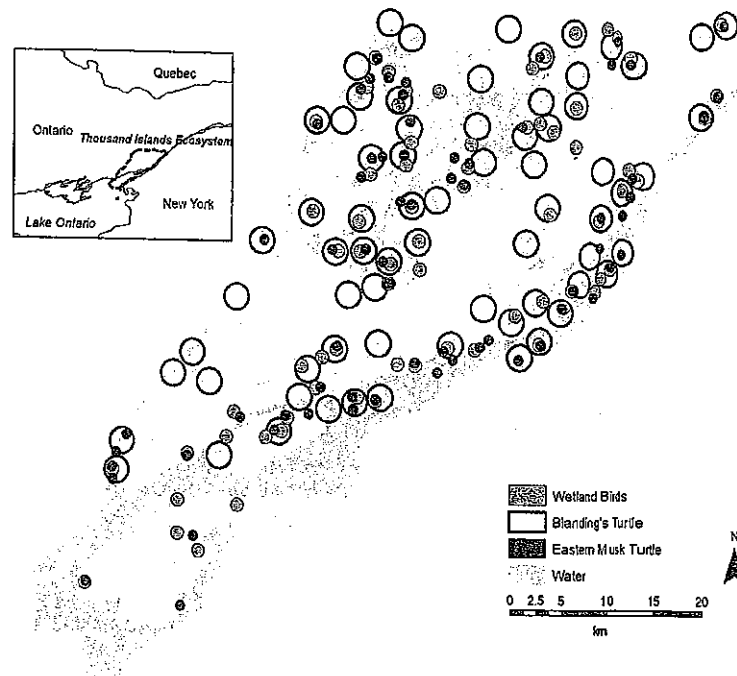 Quebec
Ontario
Thousand Islands Ecosystem
New York
Lake Ontario
Wetland Birds
Blanding's Turtle
Eastern Musk Turtle
Water
N
0 2.5 5 10 15 20
km